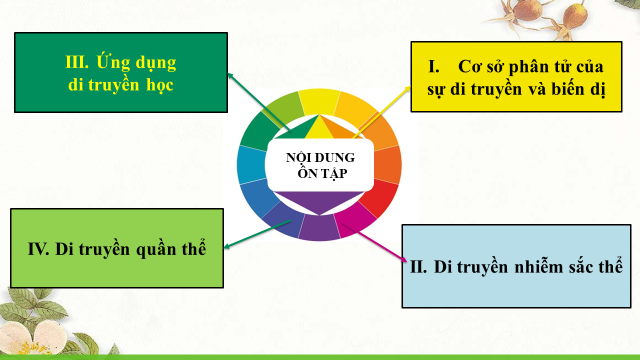 III. Ứng dụng
di truyền học
I. Cơ sở phân tử của
sự di truyền và biến dị
NỘI DUNG
ÔN TẬP
IV. Di truyền quần thể
II. Di truyền nhiễm sắc thể